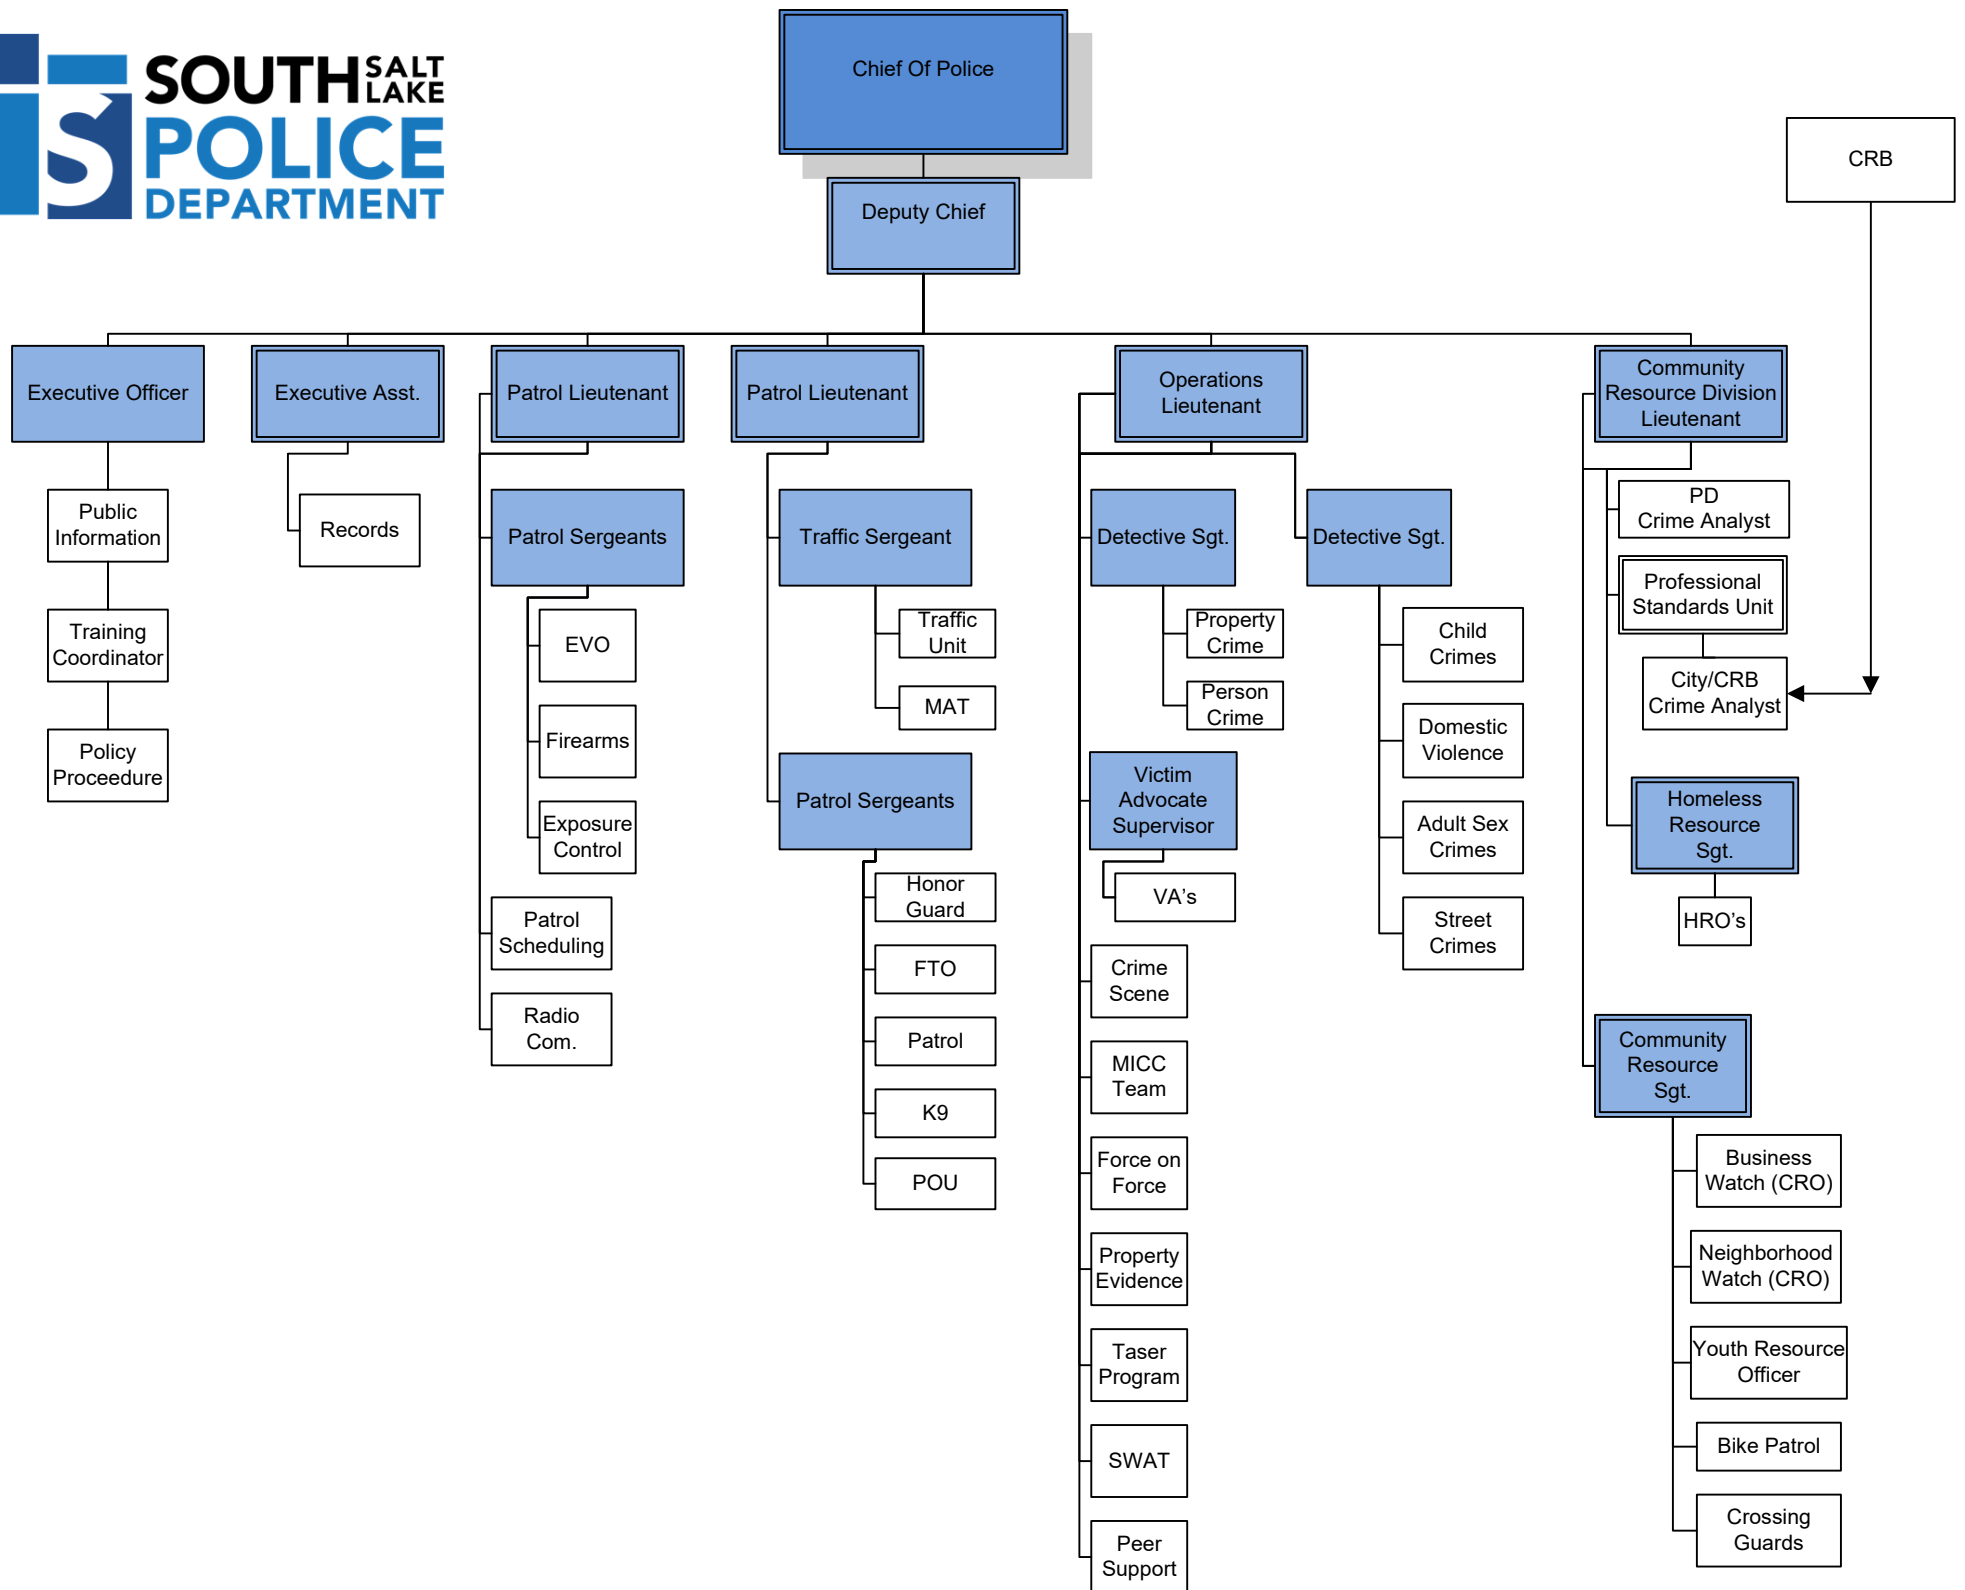 SOUTH SALT LAKE
POLICE
DEPARTMENT
Chief Of Police
CRB
Deputy Chief
Executive Officer
Executive Asst.
Patrol Lieutenant
Patrol Lieutenant
Operations
Lieutenant
Community
Resource Division
Lieutenant
Public
Information
Training
Coordinator
Policy
Proceedure
Records
Patrol Sergeants
EVO
Firearms
Exposure
Control
Patrol
Scheduling
Radio
Com.
Traffic Sergeant
Traffic
Unit
MAT
Patrol Sergeants
Honor
Guard
FTO
Patrol
K9
POU
Detective Sgt.
Property
Crime
Person
Crime
Victim
Advocate
Supervisor
VA’s
Crime
Scene
MICC
Team
Force on
Force
Property
Evidence
Taser
Program
SWAT
Peer
Support
Detective Sgt.
Child
Crimes
Domestic
Violence
Adult Sex
Crimes
Street
Crimes
PD
Crime Analyst
Professional
Standards Unit
City/CRB
Crime Analyst
Homeless
Resource
Sgt.
HRO’s
Community
Resource
Sgt.
Business
Watch (CRO)
Neighborhood
Watch (CRO)
Youth Resource
Officer
Bike Patrol
Crossing
Guards